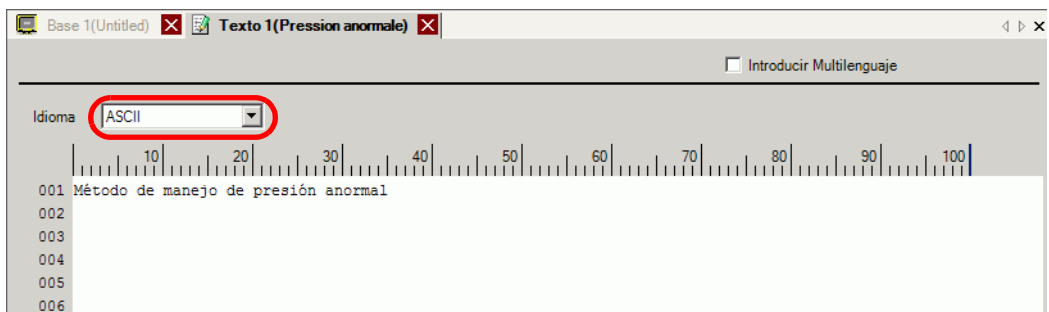 Base 1(Untitled) Texto 1(Pression anormale)
Introducir Multilenguaje
Idioma ASCII
10 20 30 40 50 60 70 80 90 100
001 Método de manejo de presión anormal
002
003
004
005
006